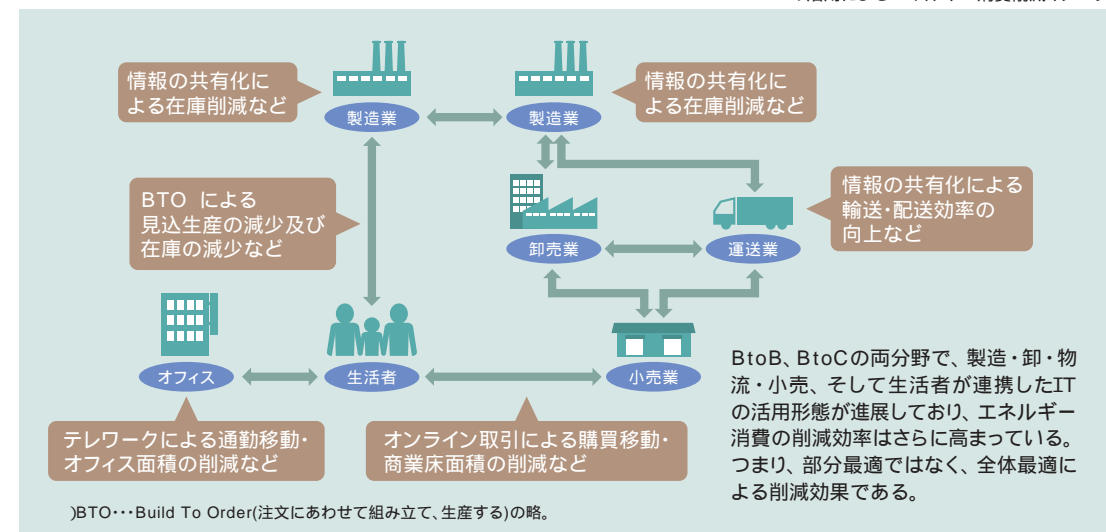 情報の共有化に
よる在庫削減など
情報の共有化に
よる在庫削減など
製造業
製造業
BTO による
見込生産の減少及び
在庫の減少など
情報の共有化による
輸送・配送効率の
向上など
卸売業
運送業
オフィス
生活者
小売業
テレワークによる通勤移動・
オフィス面積の削減など
オンライン取引による購買移動・
商業床面積の削減など
BtoB、BtoCの両分野で、製造・卸・物
流・小売、そして生活者が連携したIT
の活用形態が進展しており、エネルギー
消費の削減効率はさらに高まっている。
つまり、部分最適ではなく、全体最適に
よる削減効果である。
)BTO・・・Build To Order(注文にあわせて組み立て、生産する)の略。